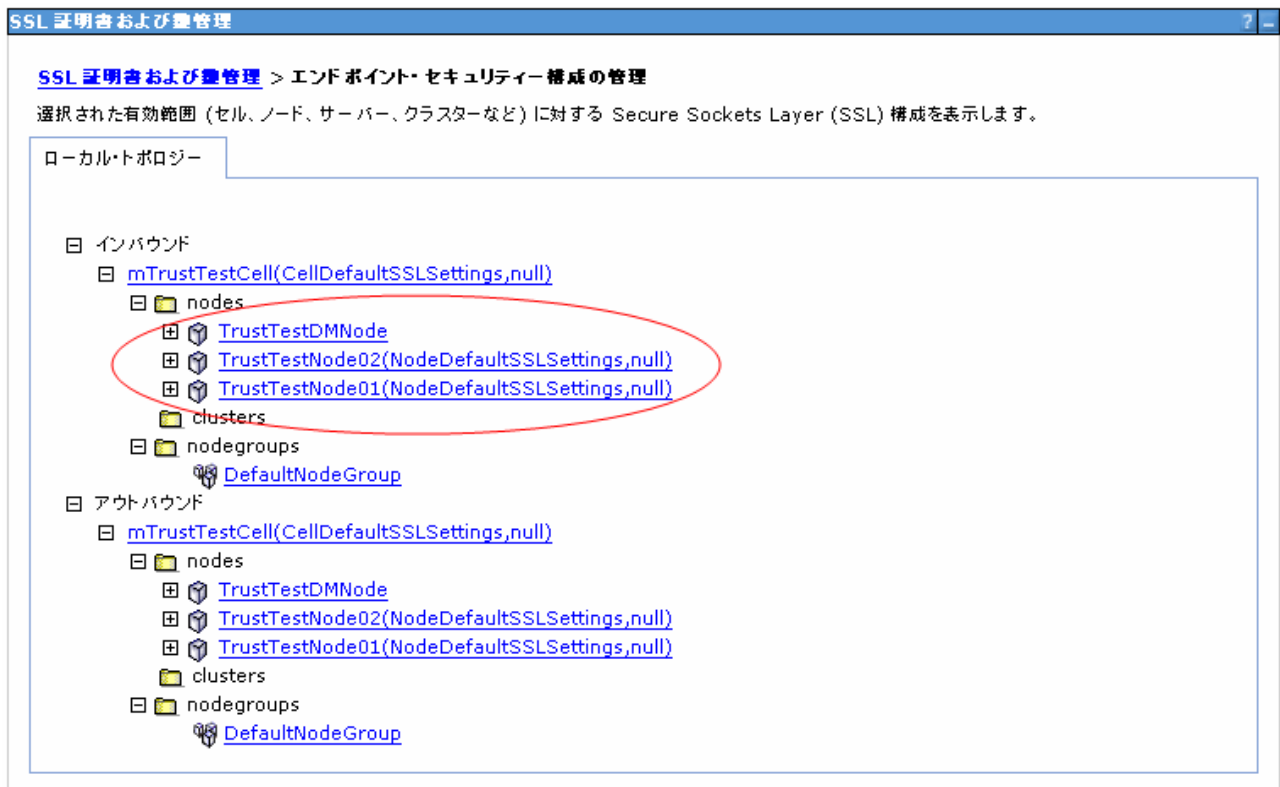 SSL 証明書および鍵管理 ? -
SSL 証明書および鍵管理 > エンドポイント・セキュリティー構成の管理
選択された有効範囲 (セル、ノード、サーバー、クラスターなど) に対する Secure Sockets Layer (SSL) 構成を表示します。
ローカル・トポロジー
インバウンド
mTrustTestCell(CellDefaultSSLSettings,null)
nodes
TrustTestDMNode
TrustTestNode02(NodeDefaultSSLSettings,null)
TrustTestNode01(NodeDefaultSSLSettings,null)
clusters
nodegroups
DefaultNodeGroup
アウトバウンド
mTrustTestCell(CellDefaultSSLSettings,null)
nodes
TrustTestDMNode
TrustTestNode02(NodeDefaultSSLSettings,null)
TrustTestNode01(NodeDefaultSSLSettings,null)
clusters
nodegroups
DefaultNodeGroup